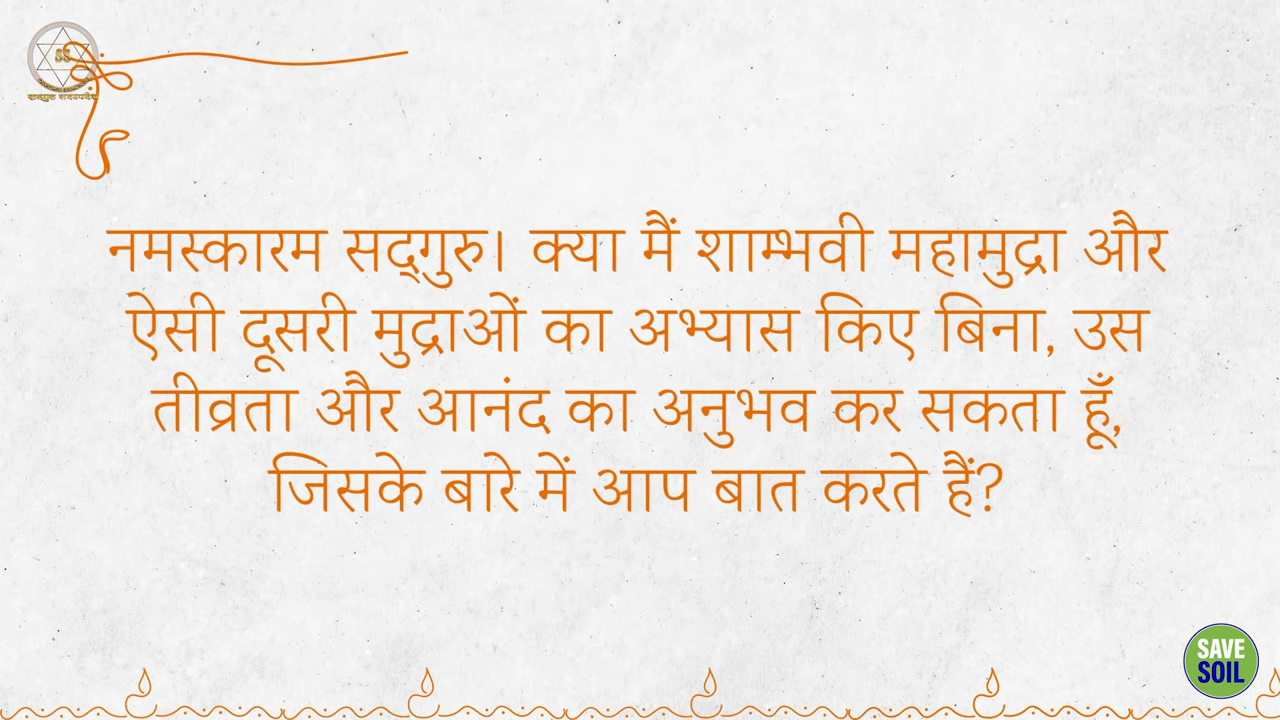 नमस्कारम सद्गुरु। क्या मैं शाम्भवी महामुद्रा और
ऐसी दूसरी मुद्राओं का अभ्यास किए बिना, उस
तीव्रता और आनंद का अनुभव कर सकता हूँ,
जिसके बारे में आप बात करते हैं?
SAVE
SOIL